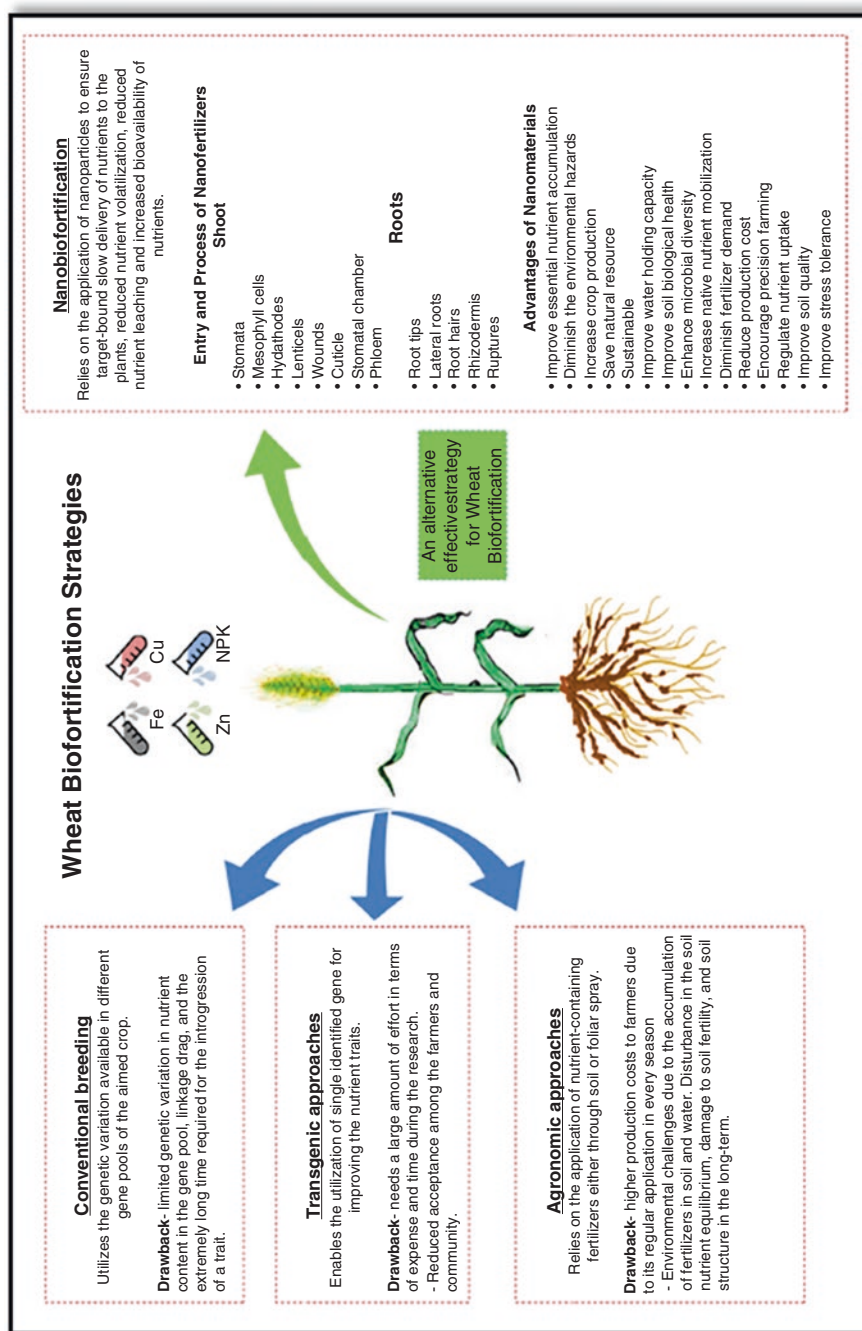 Wheat Biofortification Strategies
Conventional breeding
Utilizes the genetic variation available in different
gene pools of the aimed crop.
Drawback- limited genetic variation in nutrient
content in the gene pool, linkage drag, and the
extremely long time required for the introgression
of a trait.
Transgenic approaches
Enables the utilization of single identified gene for
improving the nutrient traits.
Drawback- needs a large amount of effort in terms
of expense and time during the research.
- Reduced acceptance among the farmers and
community.
Agronomic approaches
Relies on the application of nutrient-containing
fertilizers either through soil or foliar spray.
Drawback- higher production costs to farmers due
to its regular application in every season
- Environmental challenges due to the accumulation
of fertilizers in soil and water. Disturbance in the soil
nutrient equilibrium, damage to soil fertility, and soil
structure in the long-term.
Fe
Cu
Zn
NPK
An alternative
effectivestrategy
for Wheat
Biofortification
Nanobiofortification
Relies on the application of nanoparticles to ensure
target-bound slow delivery of nutrients to the
plants, reduced nutrient volatilization, reduced
nutrient leaching and increased bioavailability of
nutrients.
Entry and Process of Nanofertilizers
Shoot
• Stomata
• Mesophyll cells
• Hydathodes
• Lenticels
• Wounds
• Cuticle
• Stomatal chamber
• Phloem
Roots
• Root tips
• Lateral roots
• Root hairs
• Rhizodermis
• Ruptures
Advantages of Nanomaterials
• Improve essential nutrient accumulation
• Diminish the environmental hazards
• Increase crop production
• Save natural resource
• Sustainable
• Improve water holding capacity
• Improve soil biological health
• Enhance microbial diversity
• Increase native nutrient mobilization
• Diminish fertilizer demand
• Reduce production cost
• Encourage precision farming
• Regulate nutrient uptake
• Improve soil quality
• Improve stress tolerance